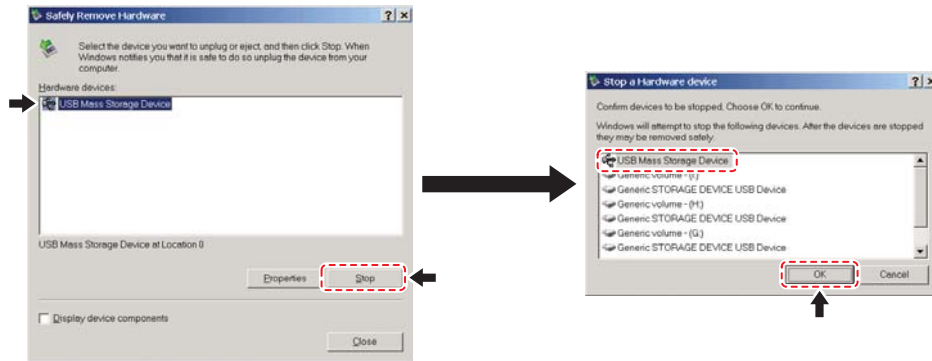 Safely Remove Hardware
Select the device you want to unplug or eject, and then click Stop. When
Windows notifies you that it is safe to do so unplug the device from your
computer.
Hardware devices:
USB Mass Storage Device
USB Mass Storage Device at Location 0
Properties
Stop
Display device components
Close
Stop a Hardware device
Confirm devices to be stopped, Choose OK to continue.
Windows will attempt to stop the following devices. After the devices are stopped
they may be removed safely.
USB Mass Storage Device
Generic volume - (I:)
Generic STORAGE DEVICE USB Device
Generic volume - (H:)
Generic STORAGE DEVICE USB Device
Generic volume - (G:)
Generic STORAGE DEVICE USB Device
OK
Cancel